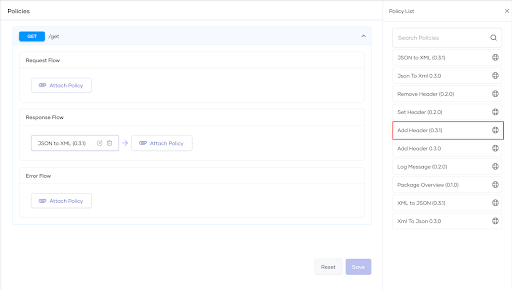 Policies
GET /get
Request Flow
Attach Policy
Response Flow
JSON to XML (0.3.1) Attach Policy
Error Flow
Attach Policy
Reset Save
Policy List
Search Policies
JSON to XML (0.3.1)
Json To Xml 0.3.0
Remove Header (0.2.0)
Set Header (0.2.0)
Add Header (0.3.1)
Add Header 0.3.0
Log Message (0.2.0)
Package Overview (0.1.0)
XML to JSON (0.3.1)
Xml To Json 0.3.0